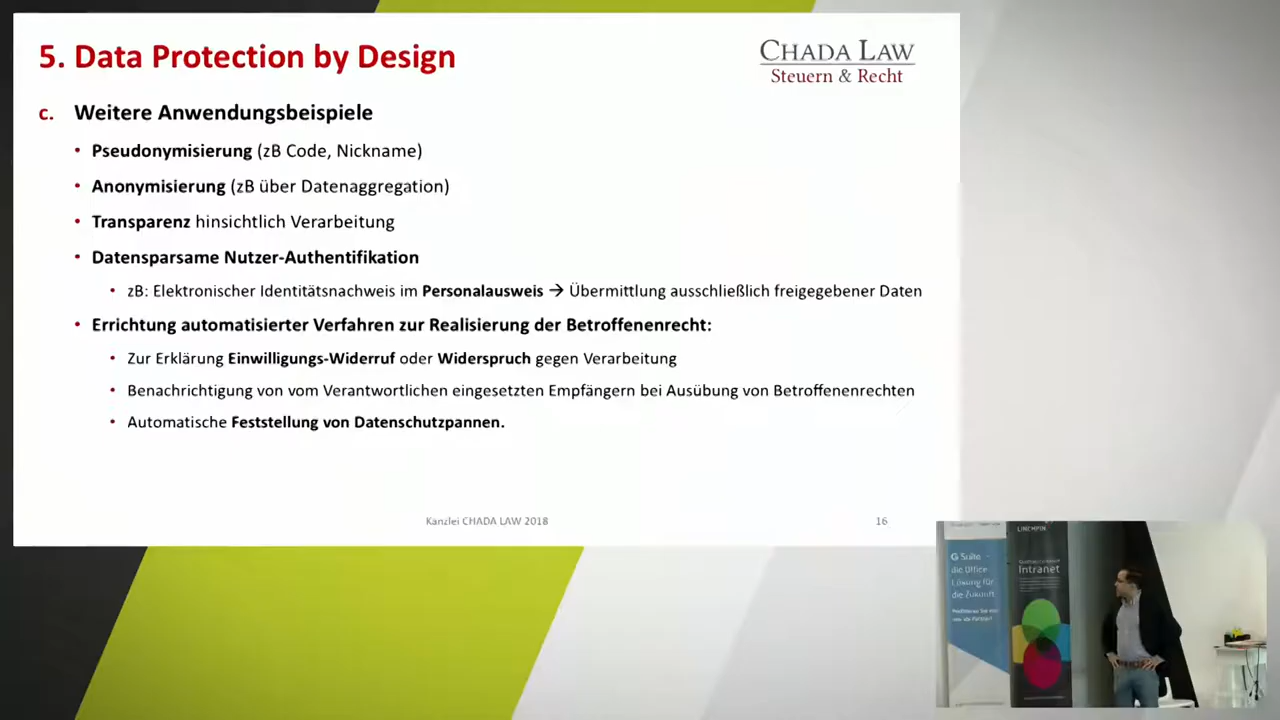 5. Data Protection by Design
CHADA LAW
Steuern & Recht
c. Weitere Anwendungsbeispiele
• Pseudonymisierung (zB Code, Nickname)
• Anonymisierung (zB über Datenaggregation)
• Transparenz hinsichtlich Verarbeitung
• Datensparsame Nutzer-Authentifikation
• zB: Elektronischer Identitätsnachweis im Personalausweis → Übermittlung ausschließlich freigegebener Daten
• Errichtung automatisierter Verfahren zur Realisierung der Betroffenenrecht:
• Zur Erklärung Einwilligungs-Widerruf oder Widerspruch gegen Verarbeitung
• Benachrichtigung von vom Verantwortlichen eingesetzten Empfängern bei Ausübung von Betroffenenrechten
• Automatische Feststellung von Datenschutzpannen.
Kanzlei CHADA LAW 2018
16
G Suite -
die Office
Lösung für
die Zukunft
LINCHPIN
Intranet